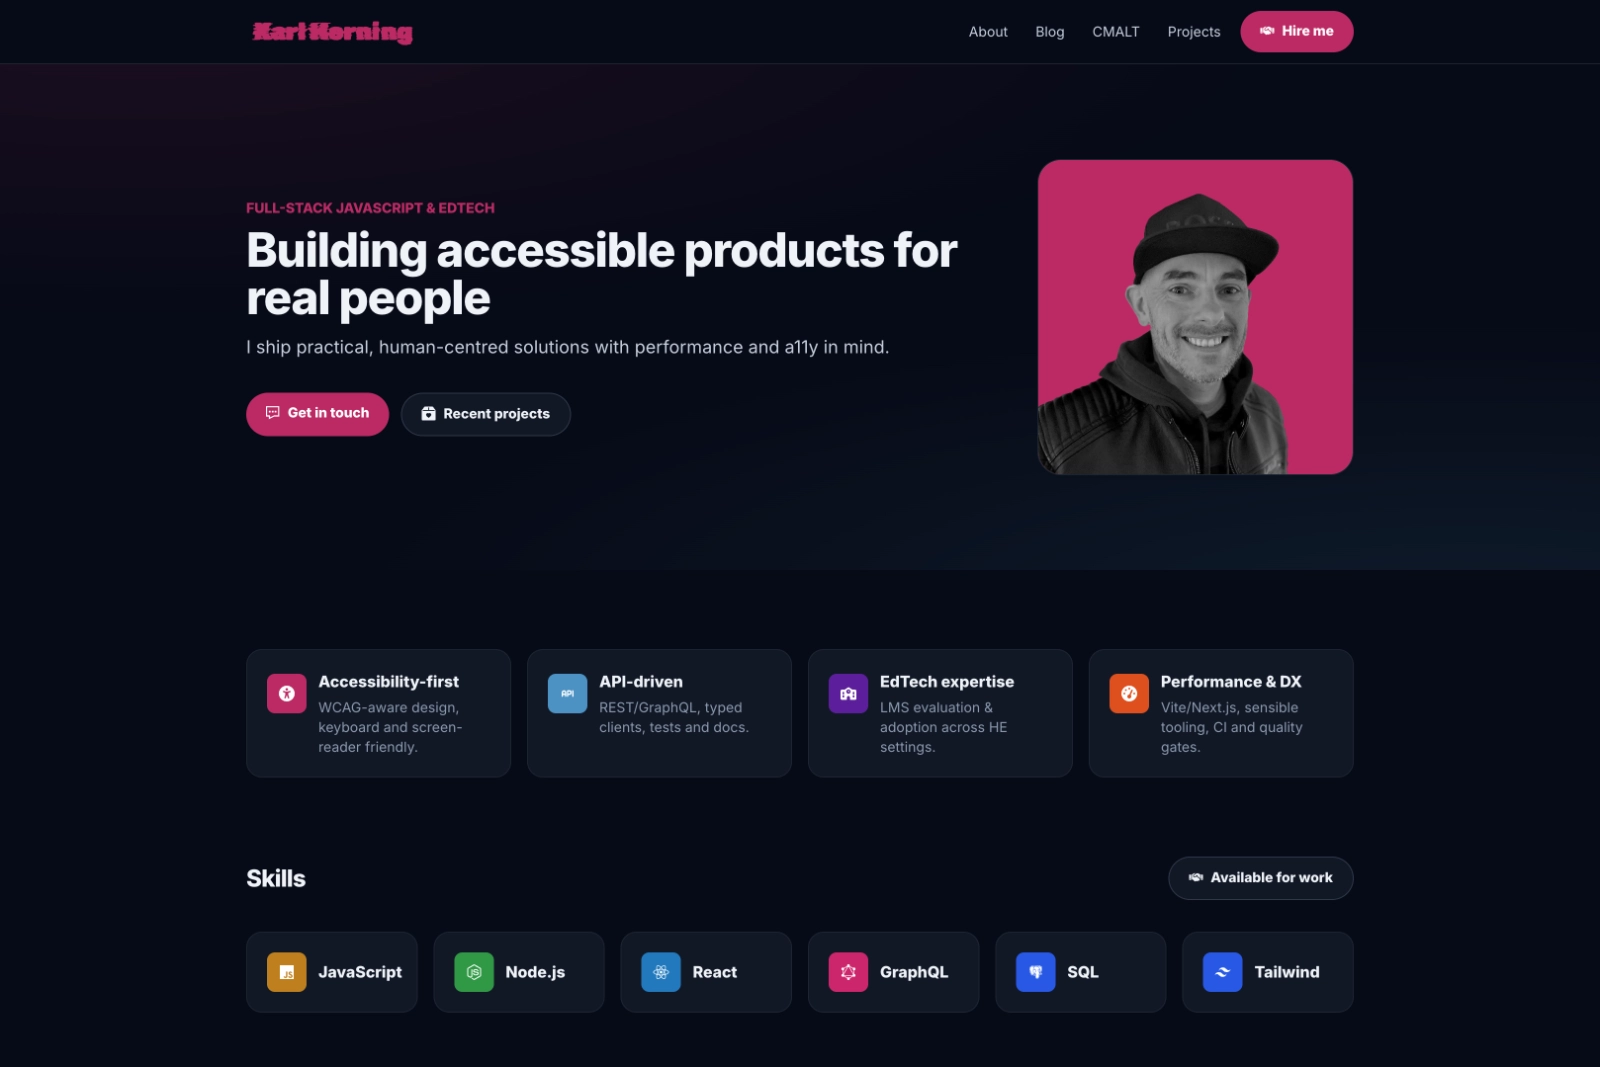 Karl Horning
About
Blog
CMALT
Projects
Hire me
FULL-STACK JAVASCRIPT & EDTECH
Building accessible products for
real people
I ship practical, human-centred solutions with performance and a11y in mind.
Get in touch
Recent projects
Accessibility-first
WCAG-aware design,
keyboard and screen-
reader friendly.
API
API-driven
REST/GraphQL, typed
clients, tests and docs.
EdTech expertise
LMS evaluation &
adoption across HE
settings.
Performance & DX
Vite/Next.js, sensible
tooling, CI and quality
gates.
Skills
Available for work
JS
JavaScript
JS
Node.js
React
GraphQL
SQL
Tailwind